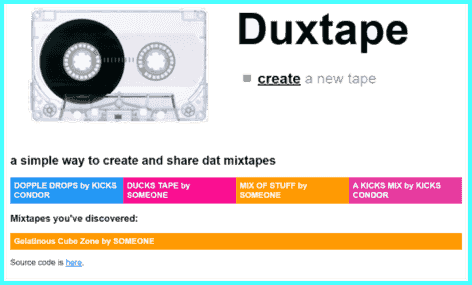 Duxtape
create a new tape
a simple way to create and share dat mixtapes
DOPPLE DROPS by KICKS CONDOR
DUCKS TAPE by SOMEONE
MIX OF STUFF by SOMEONE
A KICKS MIX by KICKS CONDOR
Mixtapes you've discovered:
Gelatinous Cube Zone by SOMEONE
Source code is here.